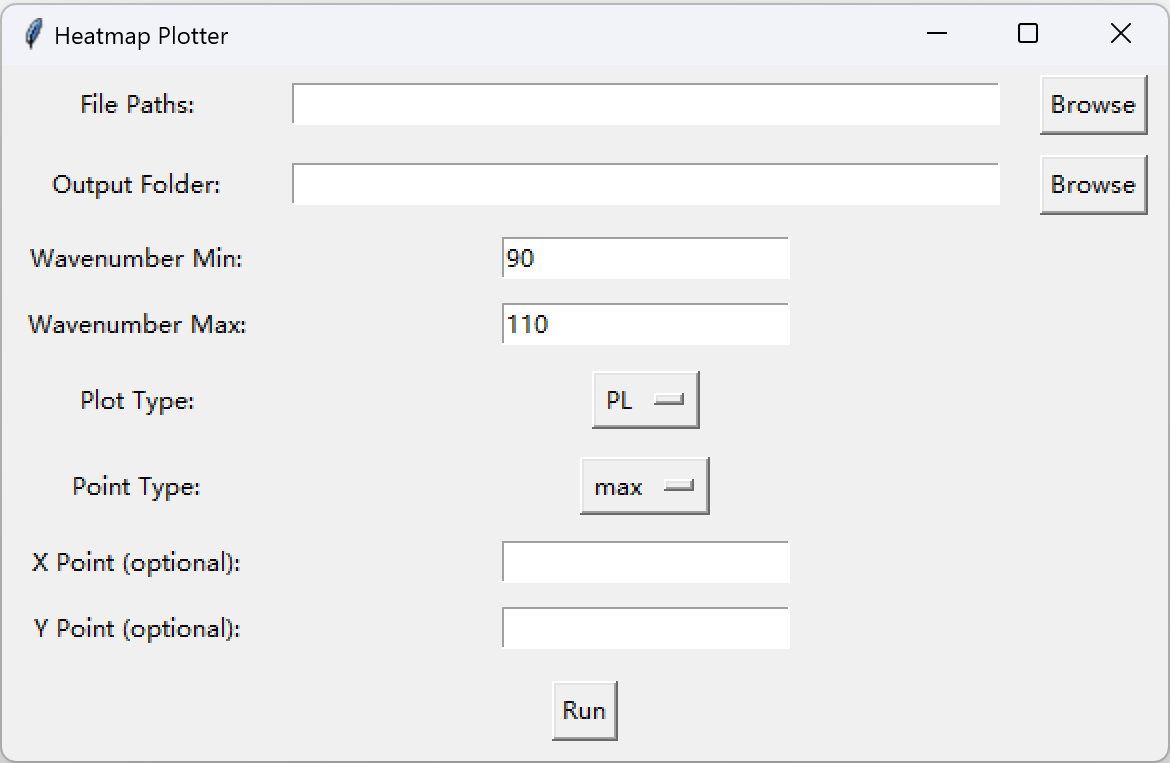 Heatmap Plotter
File Paths: Browse
Output Folder: Browse
Wavenumber Min: 90
Wavenumber Max: 110
Plot Type: PL
Point Type: max
X Point (optional):
Y Point (optional):
Run